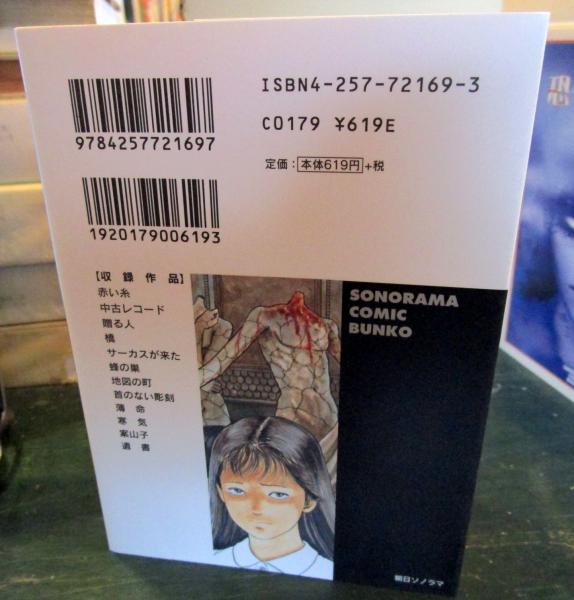 ISBN4-257-72169-3
C0179 ¥619E
定価：本体619円+税
9784257721697
1920179006193
【収録作品】
赤い糸
中古レコード
贈る人
橋
サーカスが来た
蜂の巣
地図の町
首のない彫刻
薄命
寒気
案山子
遺書
SONORAMA
COMIC
BUNKO
朝日ソノラマ
恐